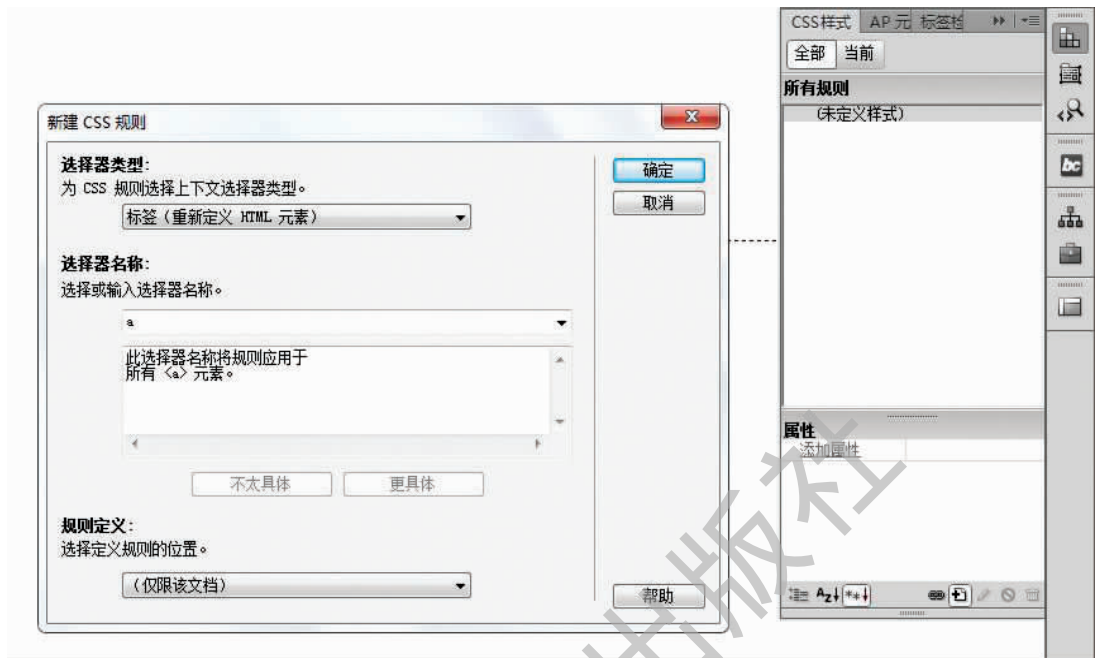 CSS样式 AP 元 标签检
全部 当前
所有规则
(未定义样式)
新建 CSS 规则
选择器类型:
为 CSS 规则选择上下文选择器类型。
标签（重新定义 HTML 元素）
确定
取消
选择器名称:
选择或输入选择器名称。
a
此选择器名称将规则应用于
所有 <a> 元素。
不太具体 更具体
规则定义:
选择定义规则的位置。
（仅限该文档）
帮助
属性
添加属性
bc
出版社